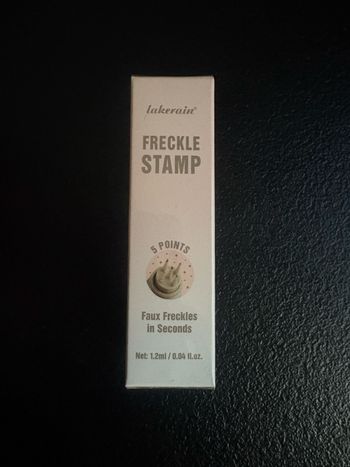 lakerain®
FRECKLE
STAMP
5 POINTS
Faux Freckles
in Seconds
Net: 1.2ml / 0.04 fl.oz.